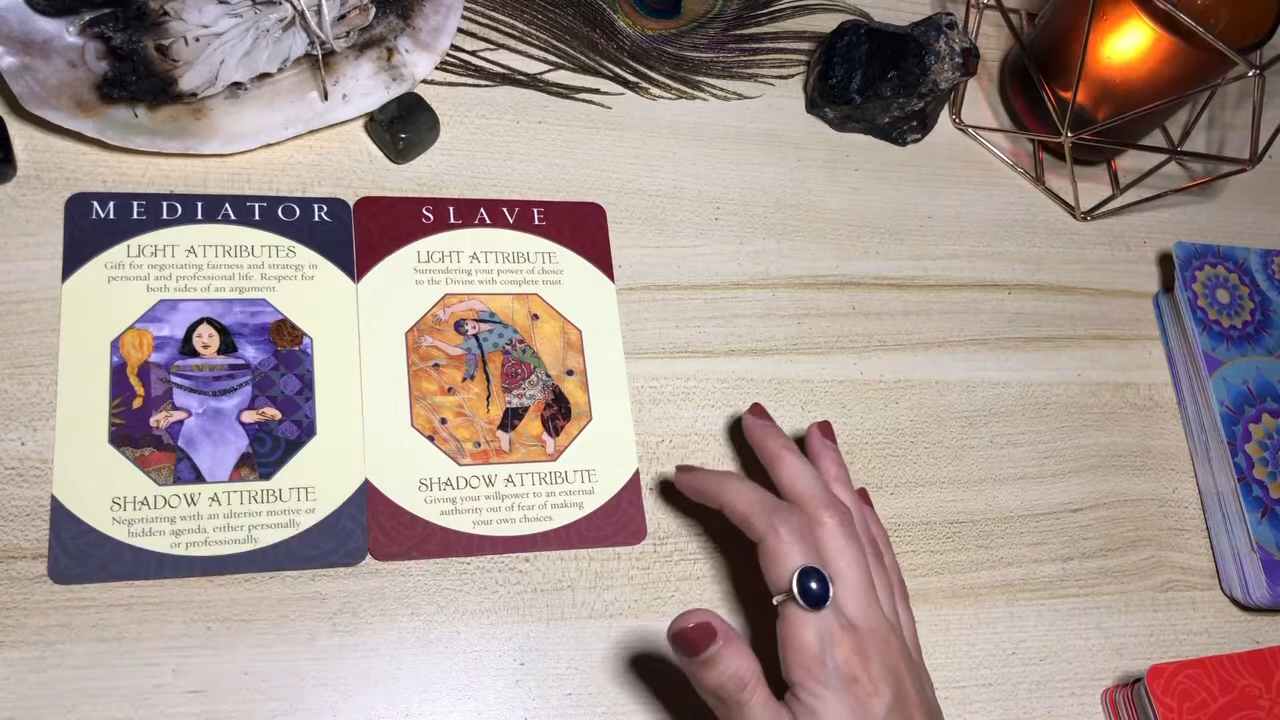 MEDIATOR
LIGHT ATTRIBUTES
Gift for negotiating fairness and strategy in
personal and professional life. Respect for
both sides of an argument.
SHADOW ATTRIBUTE
Negotiating with an ulterior motive or
hidden agenda, either personally
or professionally.
SLAVE
LIGHT ATTRIBUTE
Surrendering your power of choice
to the Divine with complete trust.
SHADOW ATTRIBUTE
Giving your willpower to an external
authority out of fear of making
your own choices.